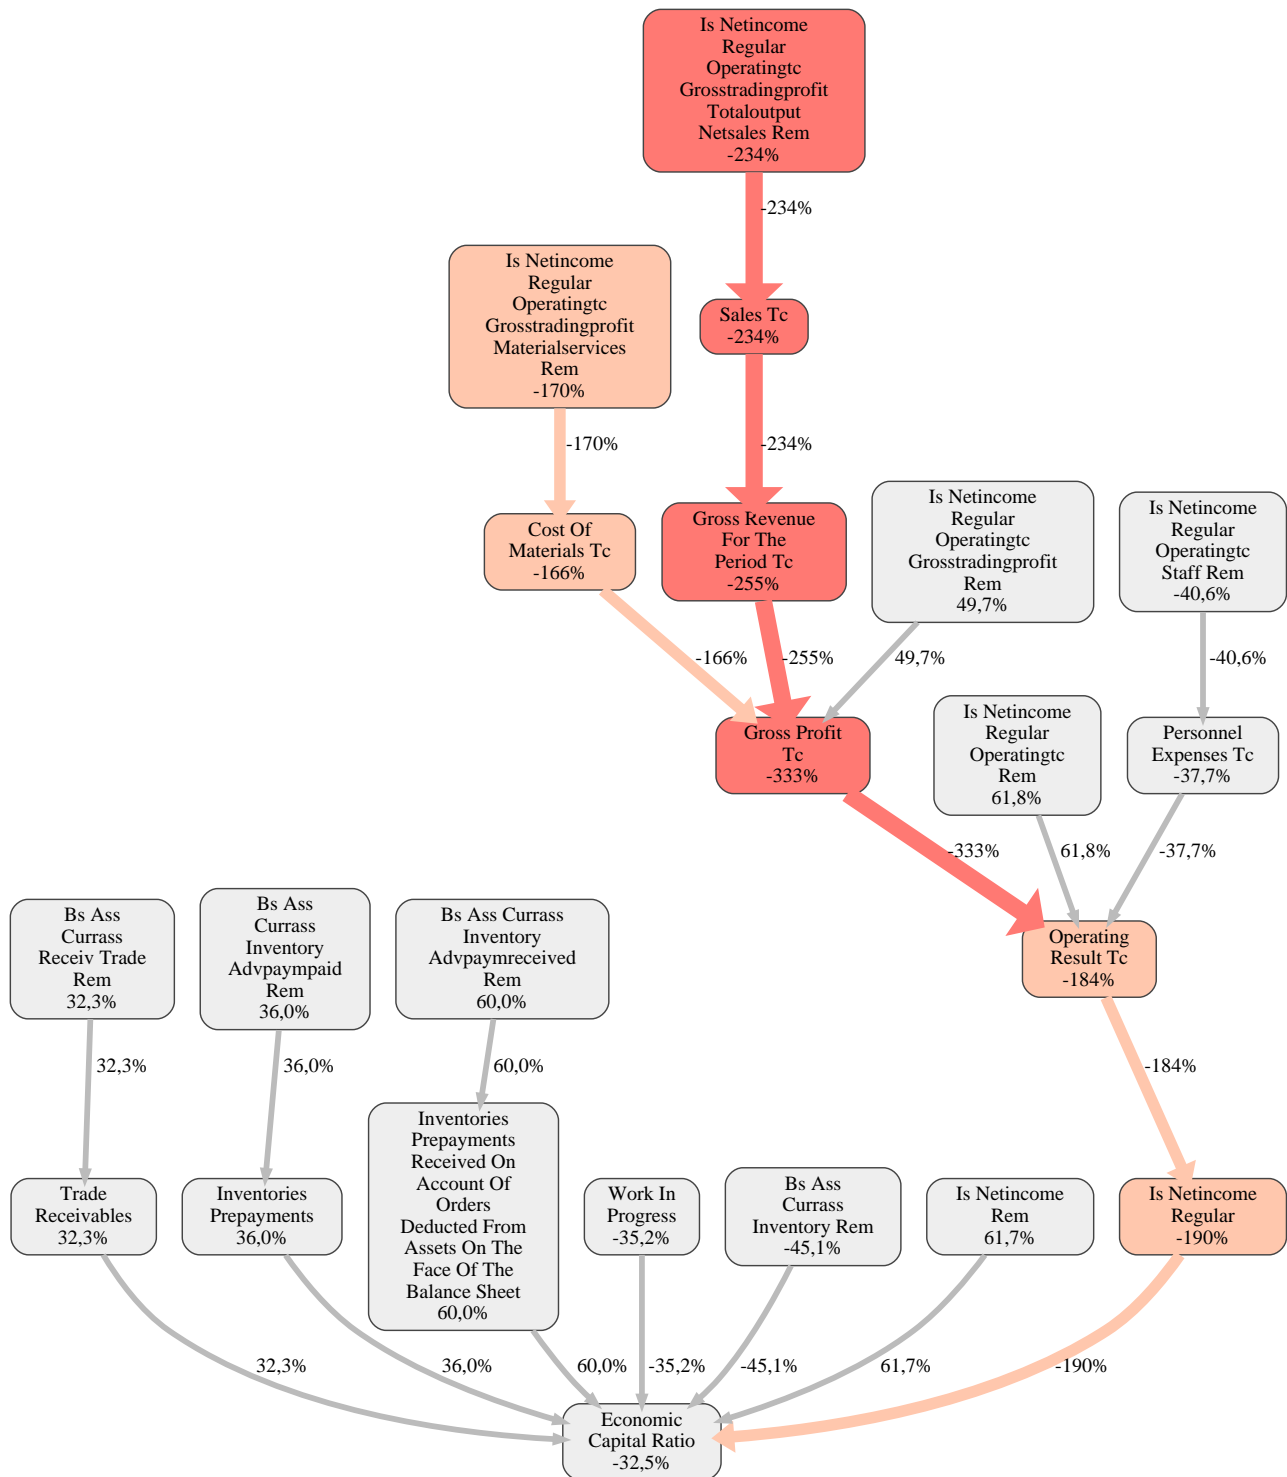 Is Netincome
Regular
Operatingtc
Grosstradingprofit
Totaloutput
Netsales Rem
-234%
-234%
Is Netincome
Regular
Operatingtc
Grosstradingprofit
Materialservices
Rem
-170%
Sales Tc
-234%
-170%
-234%
Cost Of
Materials Tc
-166%
Gross Revenue
For The
Period Tc
-255%
Is Netincome
Regular
Operatingtc
Grosstradingprofit
Rem
49,7%
Is Netincome
Regular
Operatingtc
Staff Rem
-40,6%
-166%
-255%
49,7%
-40,6%
Gross Profit
Tc
-333%
Is Netincome
Regular
Operatingtc
Rem
61,8%
Personnel
Expenses Tc
-37,7%
-333%
61,8%
-37,7%
Bs Ass
Currass
Receiv Trade
Rem
32,3%
Bs Ass
Currass
Inventory
Advpaympaid
Rem
36,0%
Bs Ass Currass
Inventory
Advpaymreceived
Rem
60,0%
Operating
Result Tc
-184%
32,3%
36,0%
60,0%
-184%
Trade
Receivables
32,3%
Inventories
Prepayments
36,0%
Inventories
Prepayments
Received On
Account Of
Orders
Deducted From
Assets On The
Face Of The
Balance Sheet
60,0%
Work In
Progress
-35,2%
Bs Ass
Currass
Inventory Rem
-45,1%
Is Netincome
Rem
61,7%
Is Netincome
Regular
-190%
32,3%
36,0%
60,0%
-35,2%
-45,1%
61,7%
-190%
Economic
Capital Ratio
-32,5%